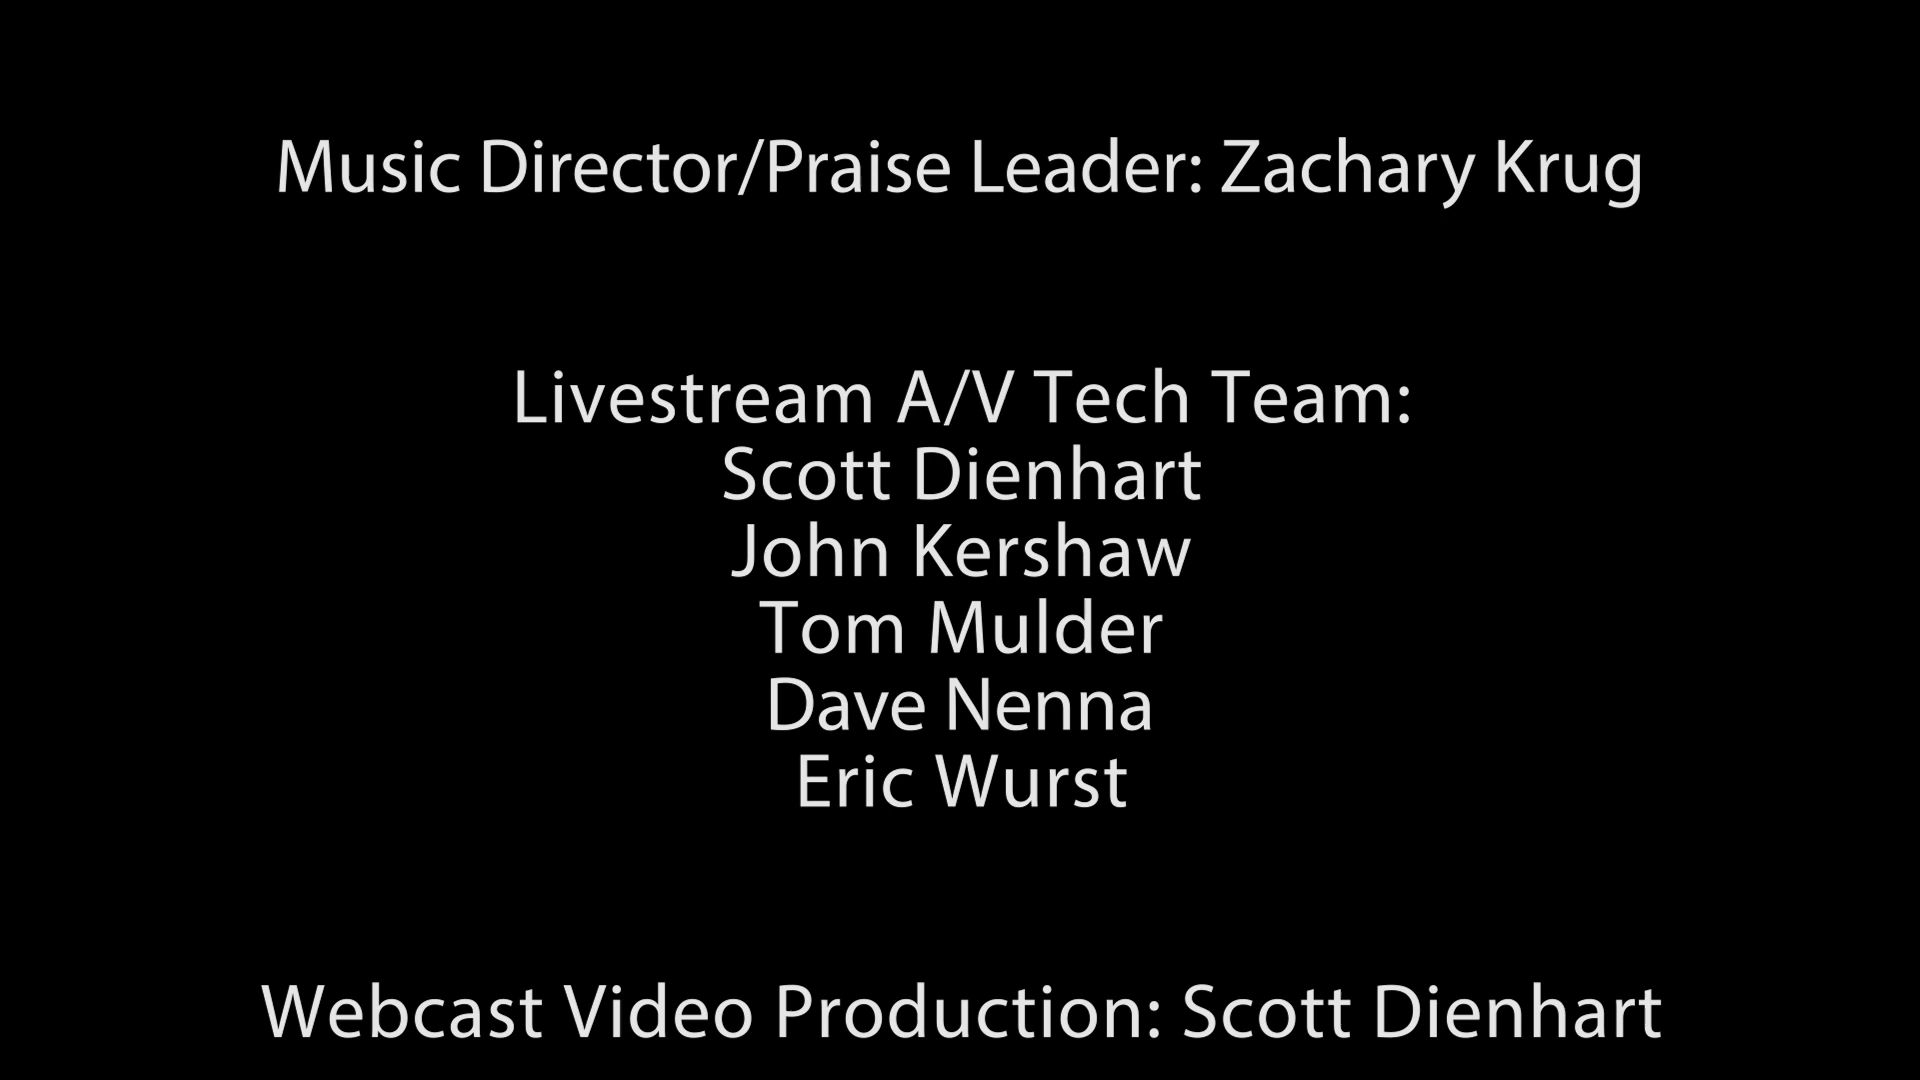 Music Director/Praise Leader: Zachary Krug
Livestream A/V Tech Team:
Scott Dienhart
John Kershaw
Tom Mulder
Dave Nenna
Eric Wurst
Webcast Video Production: Scott Dienhart